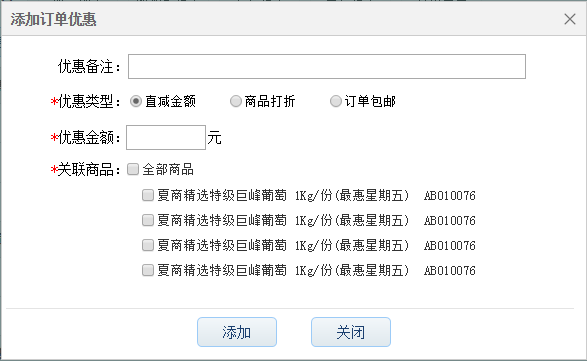 添加订单优惠
优惠备注：
*优惠类型： 直减金额 商品打折 订单包邮
*优惠金额： 元
*关联商品： 全部商品
夏商精选特级巨峰葡萄 1Kg/份(最惠星期五) AB010076
夏商精选特级巨峰葡萄 1Kg/份(最惠星期五) AB010076
夏商精选特级巨峰葡萄 1Kg/份(最惠星期五) AB010076
夏商精选特级巨峰葡萄 1Kg/份(最惠星期五) AB010076
添加 关闭